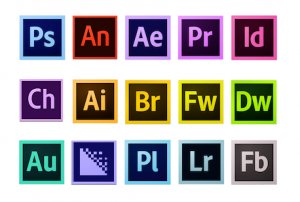 Ps An Ae Pr Id
Ch Ai Br Fw Dw
Au Pl Lr Fb